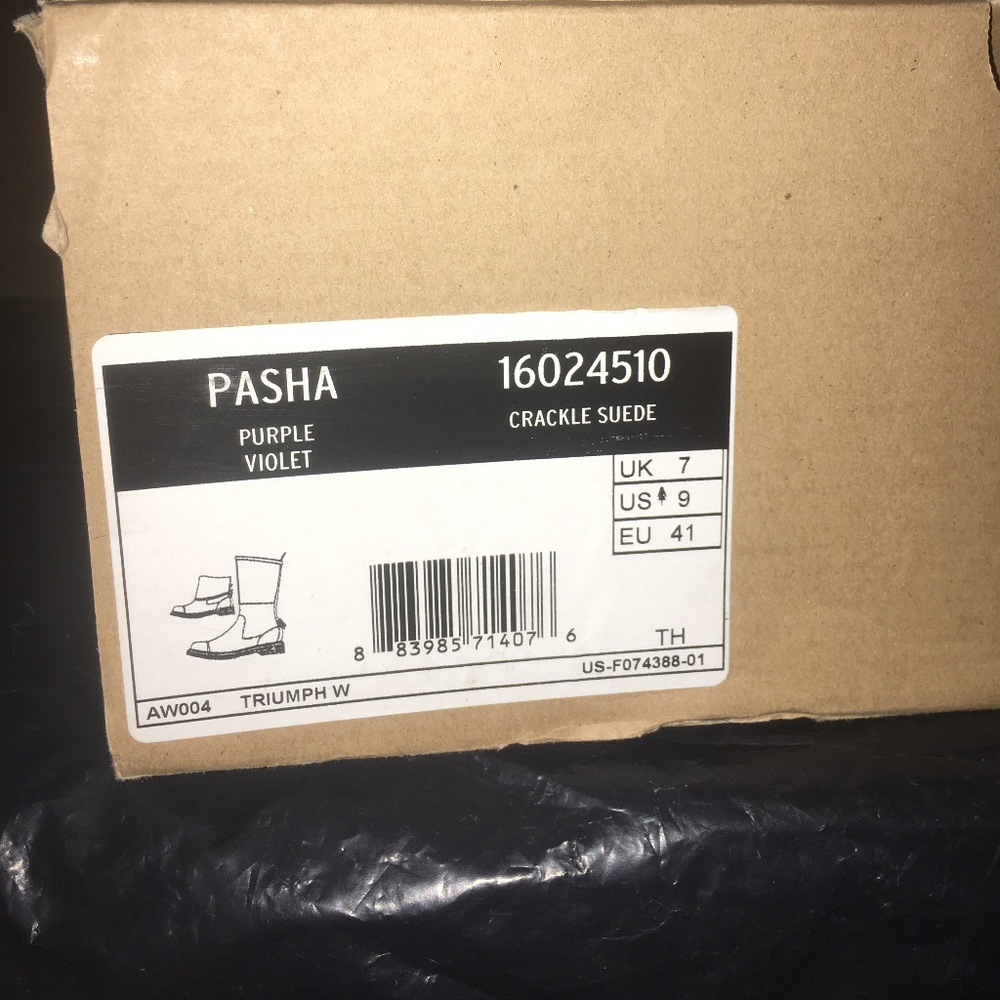 PASHA
16024510
PURPLE
VIOLET
CRACKLE SUEDE
UK 7
US 9
EU 41
8 83985 71407 6
TH
US-F074388-01
AW004 TRIUMPH W